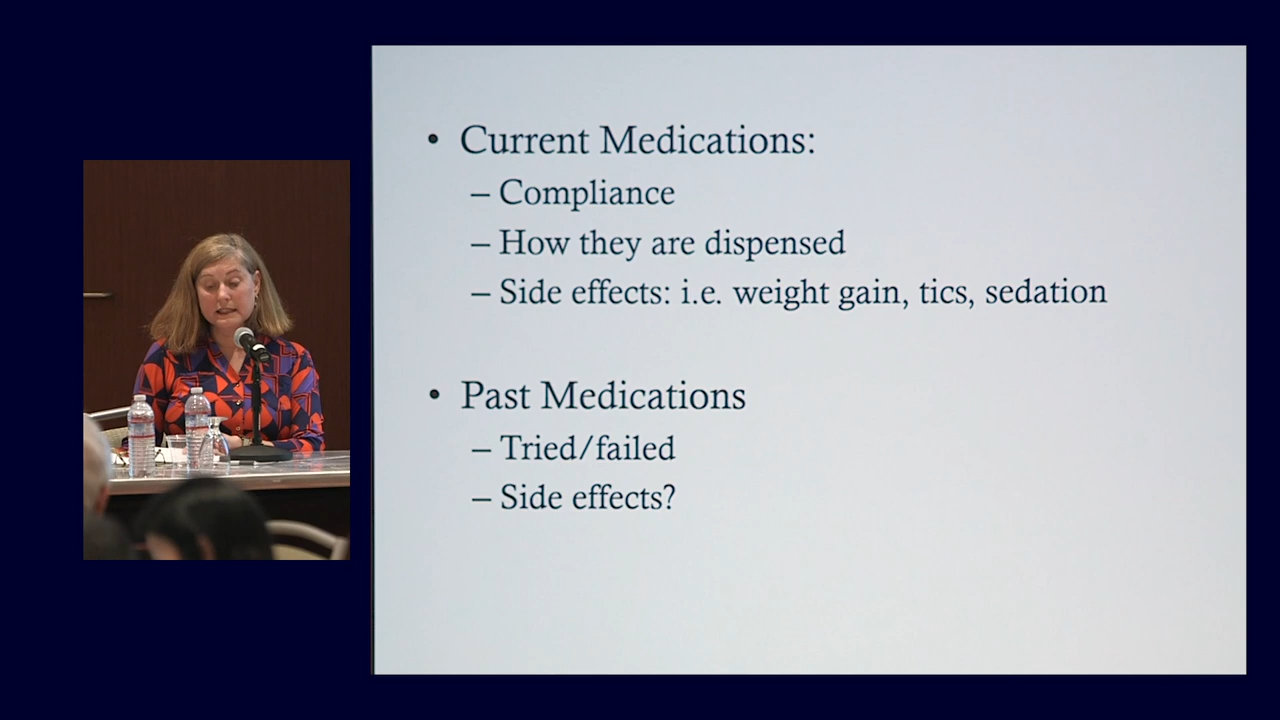 • Current Medications:
– Compliance
– How they are dispensed
– Side effects: i.e. weight gain, tics, sedation
• Past Medications
– Tried/failed
– Side effects?